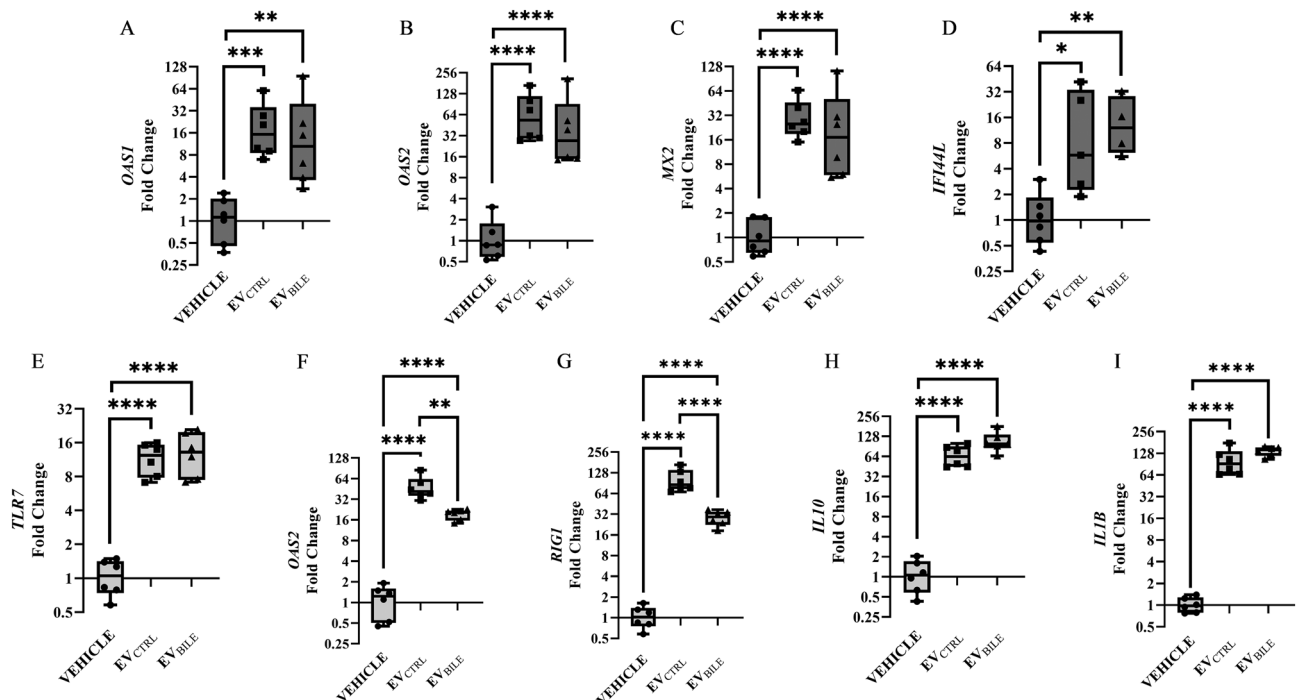 A
**
***
128
64
32
16
8
4
2
1
0.5
0.25
OAS1
Fold Change
VEHICLE
EVCTRL
EVBILE
B
****
****
256
128
64
32
16
8
4
2
1
0.5
OAS2
Fold Change
VEHICLE
EVCTRL
EVBILE
C
****
****
128
64
32
16
8
4
2
1
0.5
MX2
Fold Change
VEHICLE
EVCTRL
EVBILE
D
**
*
64
32
16
8
4
2
1
0.5
0.25
IFI44L
Fold Change
VEHICLE
EVCTRL
EVBILE
E
****
****
32
16
8
4
2
1
0.5
TLR7
Fold Change
VEHICLE
EVCTRL
EVBILE
F
****
**
****
128
64
32
16
8
4
2
1
0.5
0.25
OAS2
Fold Change
VEHICLE
EVCTRL
EVBILE
G
****
****
****
256
128
64
32
16
8
4
2
1
0.5
RIG1
Fold Change
VEHICLE
EVCTRL
EVBILE
H
****
****
256
128
64
32
16
8
4
2
1
0.5
0.25
IL10
Fold Change
VEHICLE
EVCTRL
EVBILE
I
****
****
256
128
64
32
16
8
4
2
1
0.5
IL1B
Fold Change
VEHICLE
EVCTRL
EVBILE